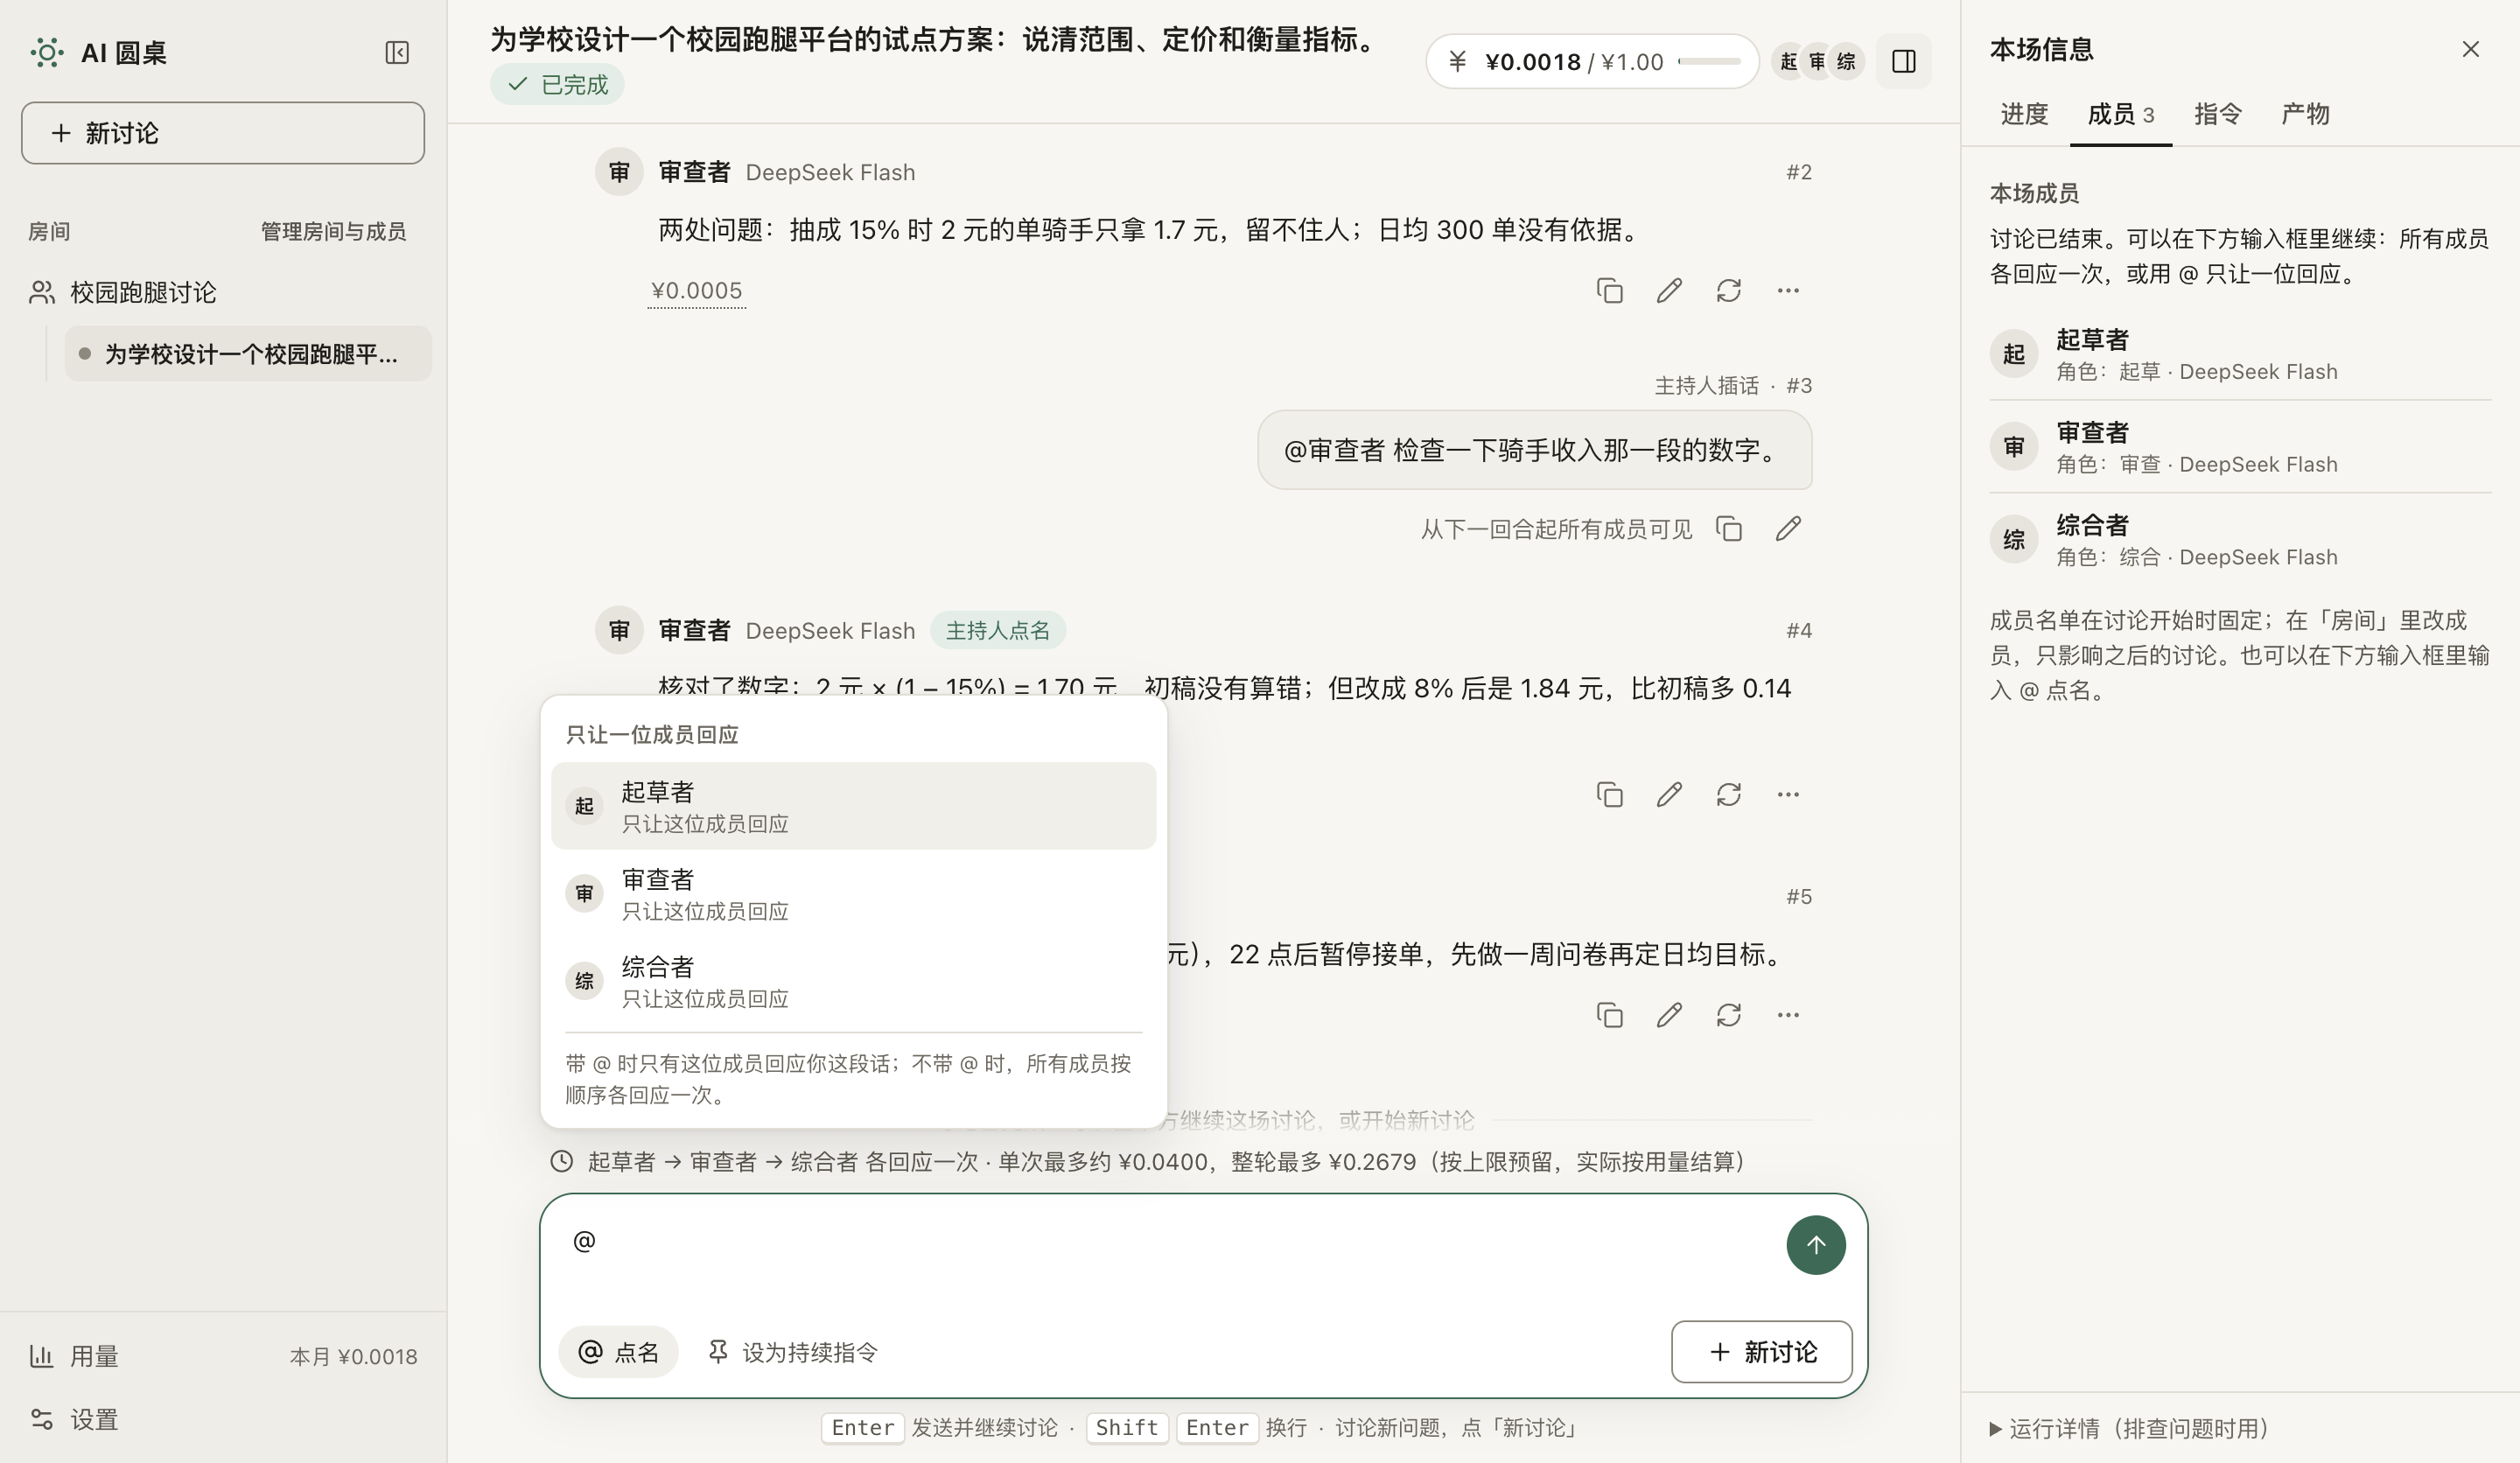 AI 圆桌
+ 新讨论
房间 管理房间与成员
校园跑腿讨论
为学校设计一个校园跑腿平...
用量 本月 ¥0.0018
设置
为学校设计一个校园跑腿平台的试点方案：说清范围、定价和衡量指标。
已完成
¥0.0018 / ¥1.00
起 审 综
审 审查者 DeepSeek Flash #2
两处问题：抽成 15% 时 2 元的单骑手只拿 1.7 元，留不住人；日均 300 单没有依据。
¥0.0005
主持人插话 · #3
@审查者 检查一下骑手收入那一段的数字。
从下一回合起所有成员可见
审 审查者 DeepSeek Flash 主持人点名 #4
核对了数字：2 元 × (1 – 15%) = 1.70 元，初稿没有算错；但改成 8% 后是 1.84 元，比初稿多 0.14
只让一位成员回应
起 起草者
只让这位成员回应
审 审查者
只让这位成员回应
综 综合者
只让这位成员回应
带 @ 时只有这位成员回应你这段话；不带 @ 时，所有成员按
顺序各回应一次。
#5
元），22 点后暂停接单，先做一周问卷再定日均目标。
方继续这场讨论，或开始新讨论
起草者 → 审查者 → 综合者 各回应一次 · 单次最多约 ¥0.0400，整轮最多 ¥0.2679（按上限预留，实际按用量结算）
@
@ 点名 设为持续指令 + 新讨论
Enter 发送并继续讨论 · Shift Enter 换行 · 讨论新问题，点「新讨论」
本场信息
进度 成员 3 指令 产物
本场成员
讨论已结束。可以在下方输入框里继续：所有成员
各回应一次，或用 @ 只让一位回应。
起 起草者
角色：起草 · DeepSeek Flash
审 审查者
角色：审查 · DeepSeek Flash
综 综合者
角色：综合 · DeepSeek Flash
成员名单在讨论开始时固定；在「房间」里改成
员，只影响之后的讨论。也可以在下方输入框里输
入 @ 点名。
运行详情（排查问题时用）